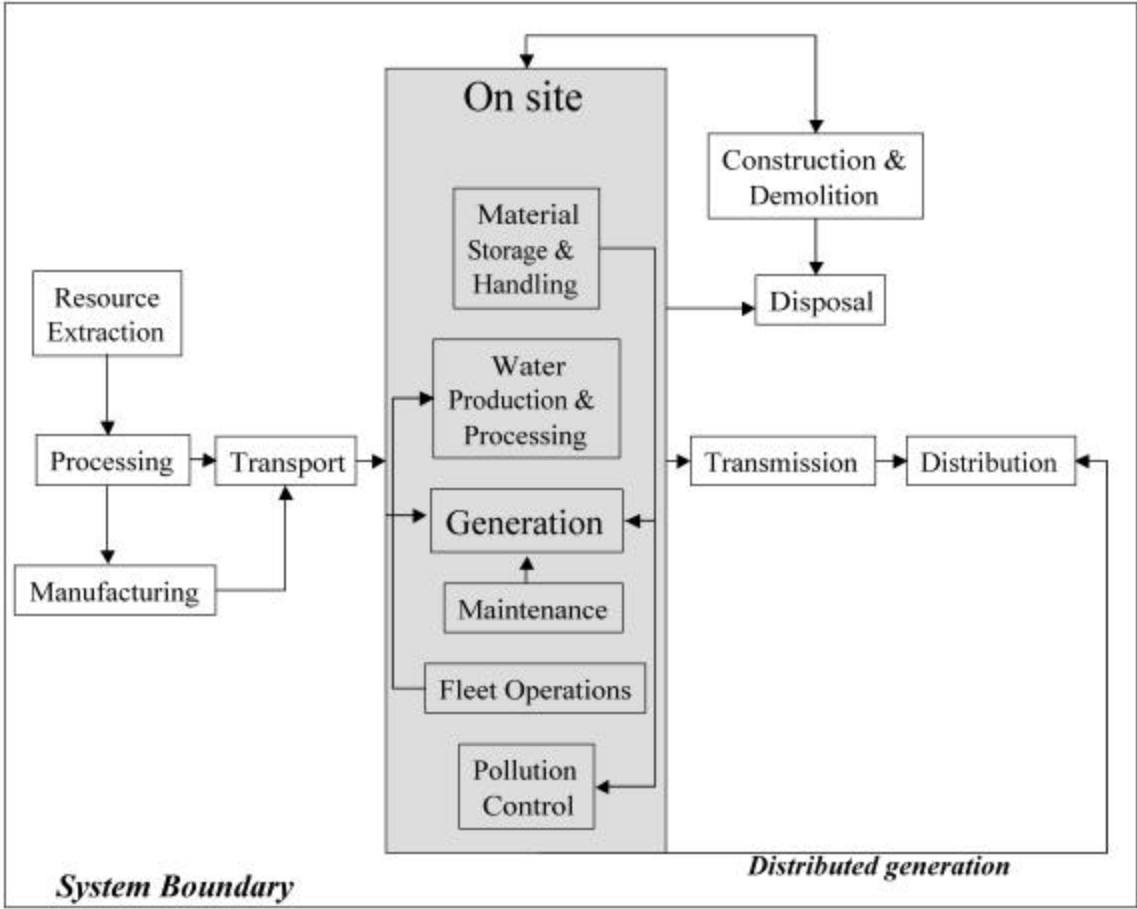 On site
Construction &
Demolition
Material
Storage &
Handling
Resource
Extraction
Disposal
Water
Production &
Processing
Processing
Transport
Transmission
Distribution
Generation
Manufacturing
Maintenance
Fleet Operations
Pollution
Control
Distributed generation
System Boundary